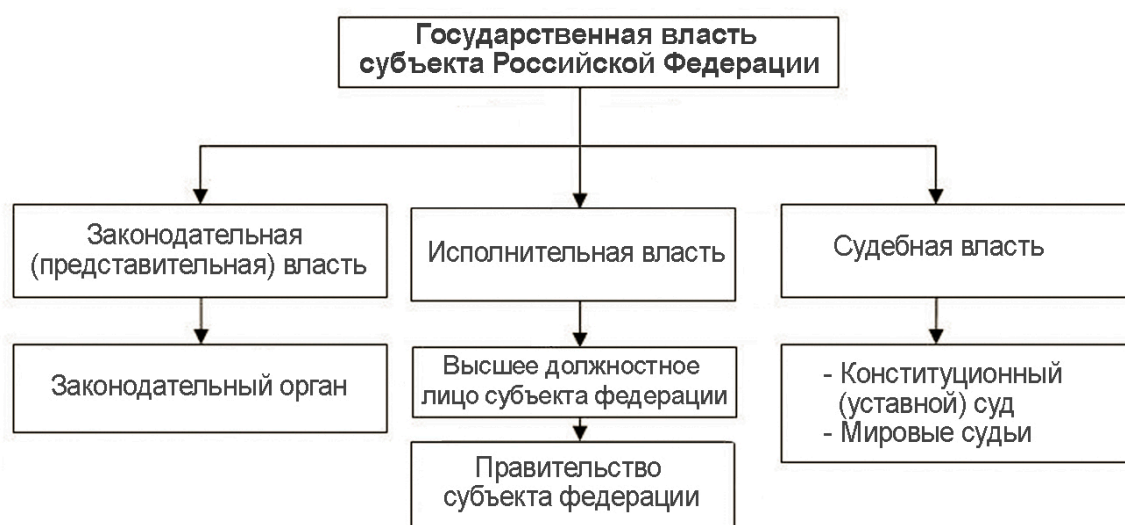 Государственная власть
субъекта Российской Федерации
Законодательная
(представительная) власть
Исполнительная власть
Судебная власть
Законодательный орган
Высшее должностное
лицо субъекта федерации
Правительство
субъекта федерации
- Конституционный
(уставной) суд
- Мировые судьи